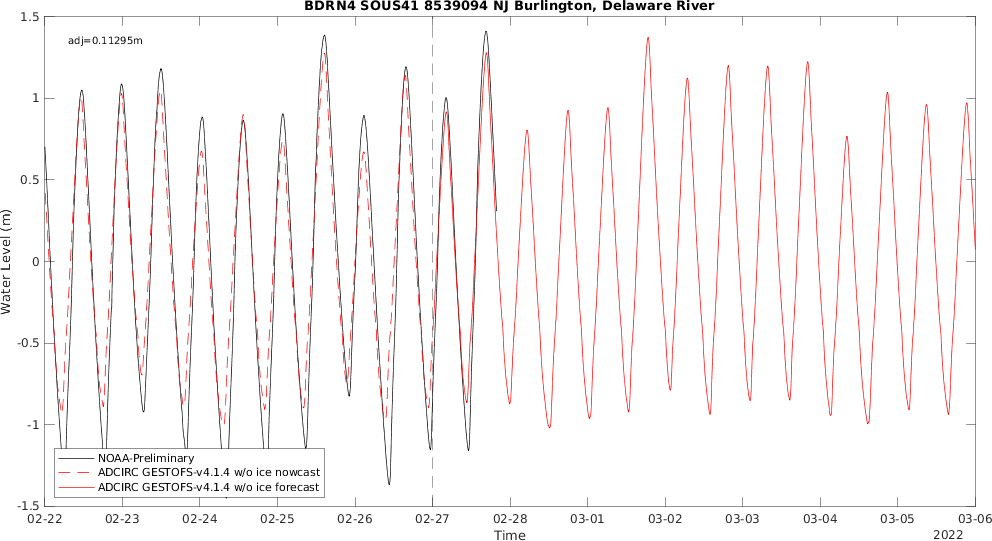 BDRN4 SOUS41 8539094 NJ Burlington, Delaware River
adj=0.11295m
1.5
1
0.5
0
-0.5
-1
-1.5
Water Level (m)
NOAA-Preliminary
ADCIRC GESTOFS-v4.1.4 w/o ice nowcast
ADCIRC GESTOFS-v4.1.4 w/o ice forecast
02-22 02-23 02-24 02-25 02-26 02-27 02-28 03-01 03-02 03-03 03-04 03-05 03-06
Time
2022